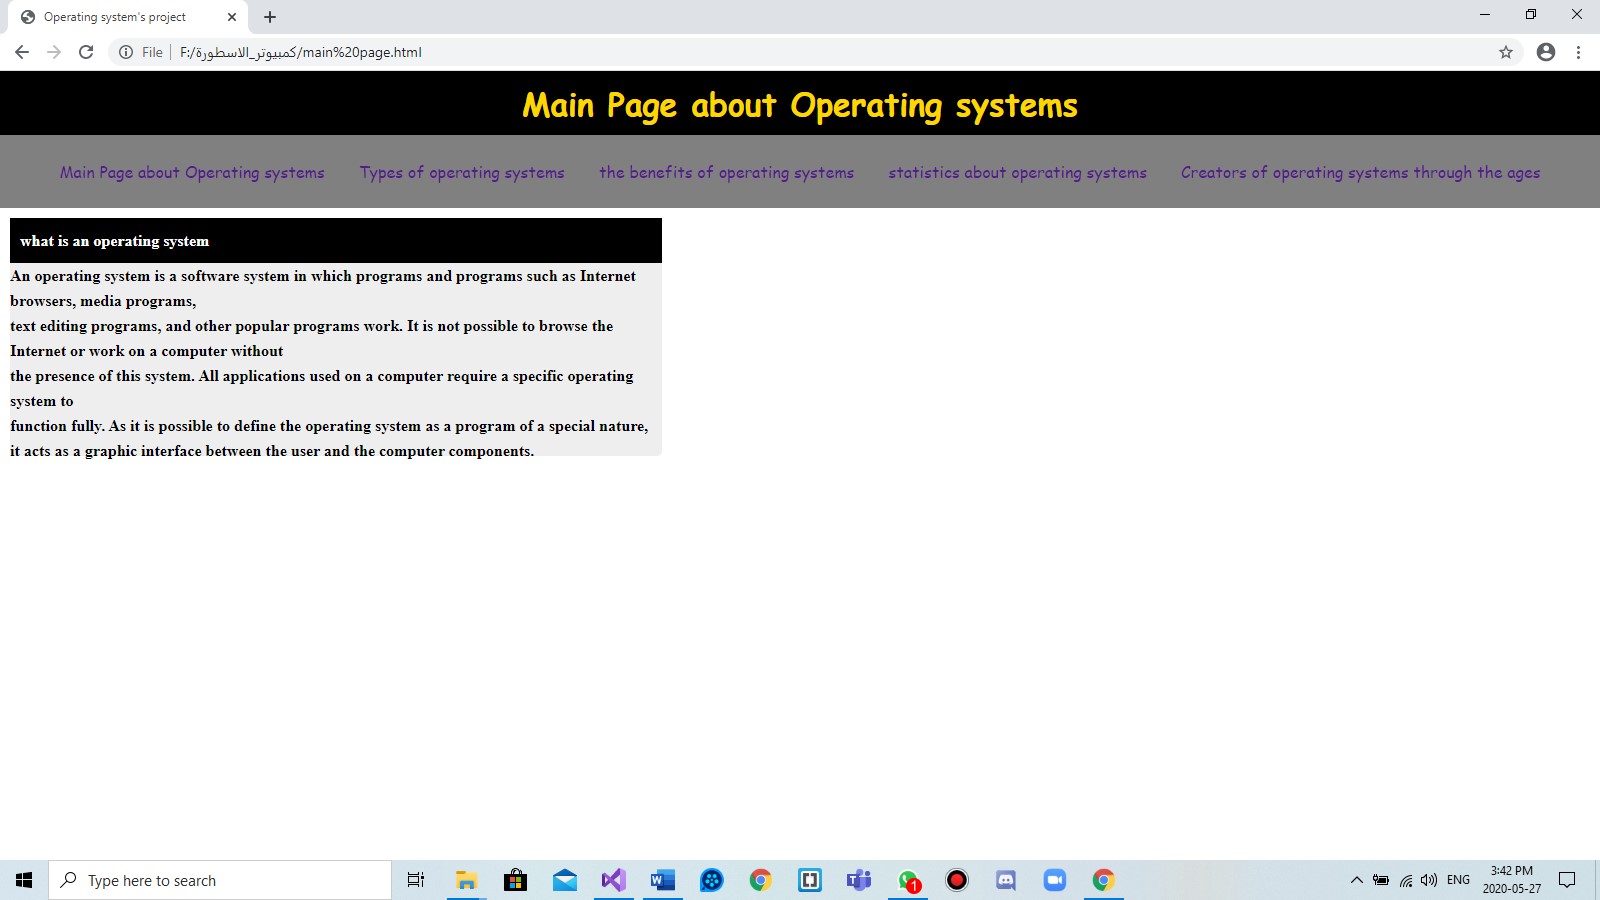 Operating system's project
File
F:/كمبيوتر_الاسطورة/main%20page.html
Main Page about Operating systems
Main Page about Operating systems
Types of operating systems
the benefits of operating systems
statistics about operating systems
Creators of operating systems through the ages
what is an operating system
An operating system is a software system in which programs and programs such as Internet
browsers, media programs,
text editing programs, and other popular programs work. It is not possible to browse the
Internet or work on a computer without
the presence of this system. All applications used on a computer require a specific operating
system to
function fully. As it is possible to define the operating system as a program of a special nature,
it acts as a graphic interface between the user and the computer components.
Type here to search
1
ENG
3:42 PM
2020-05-27